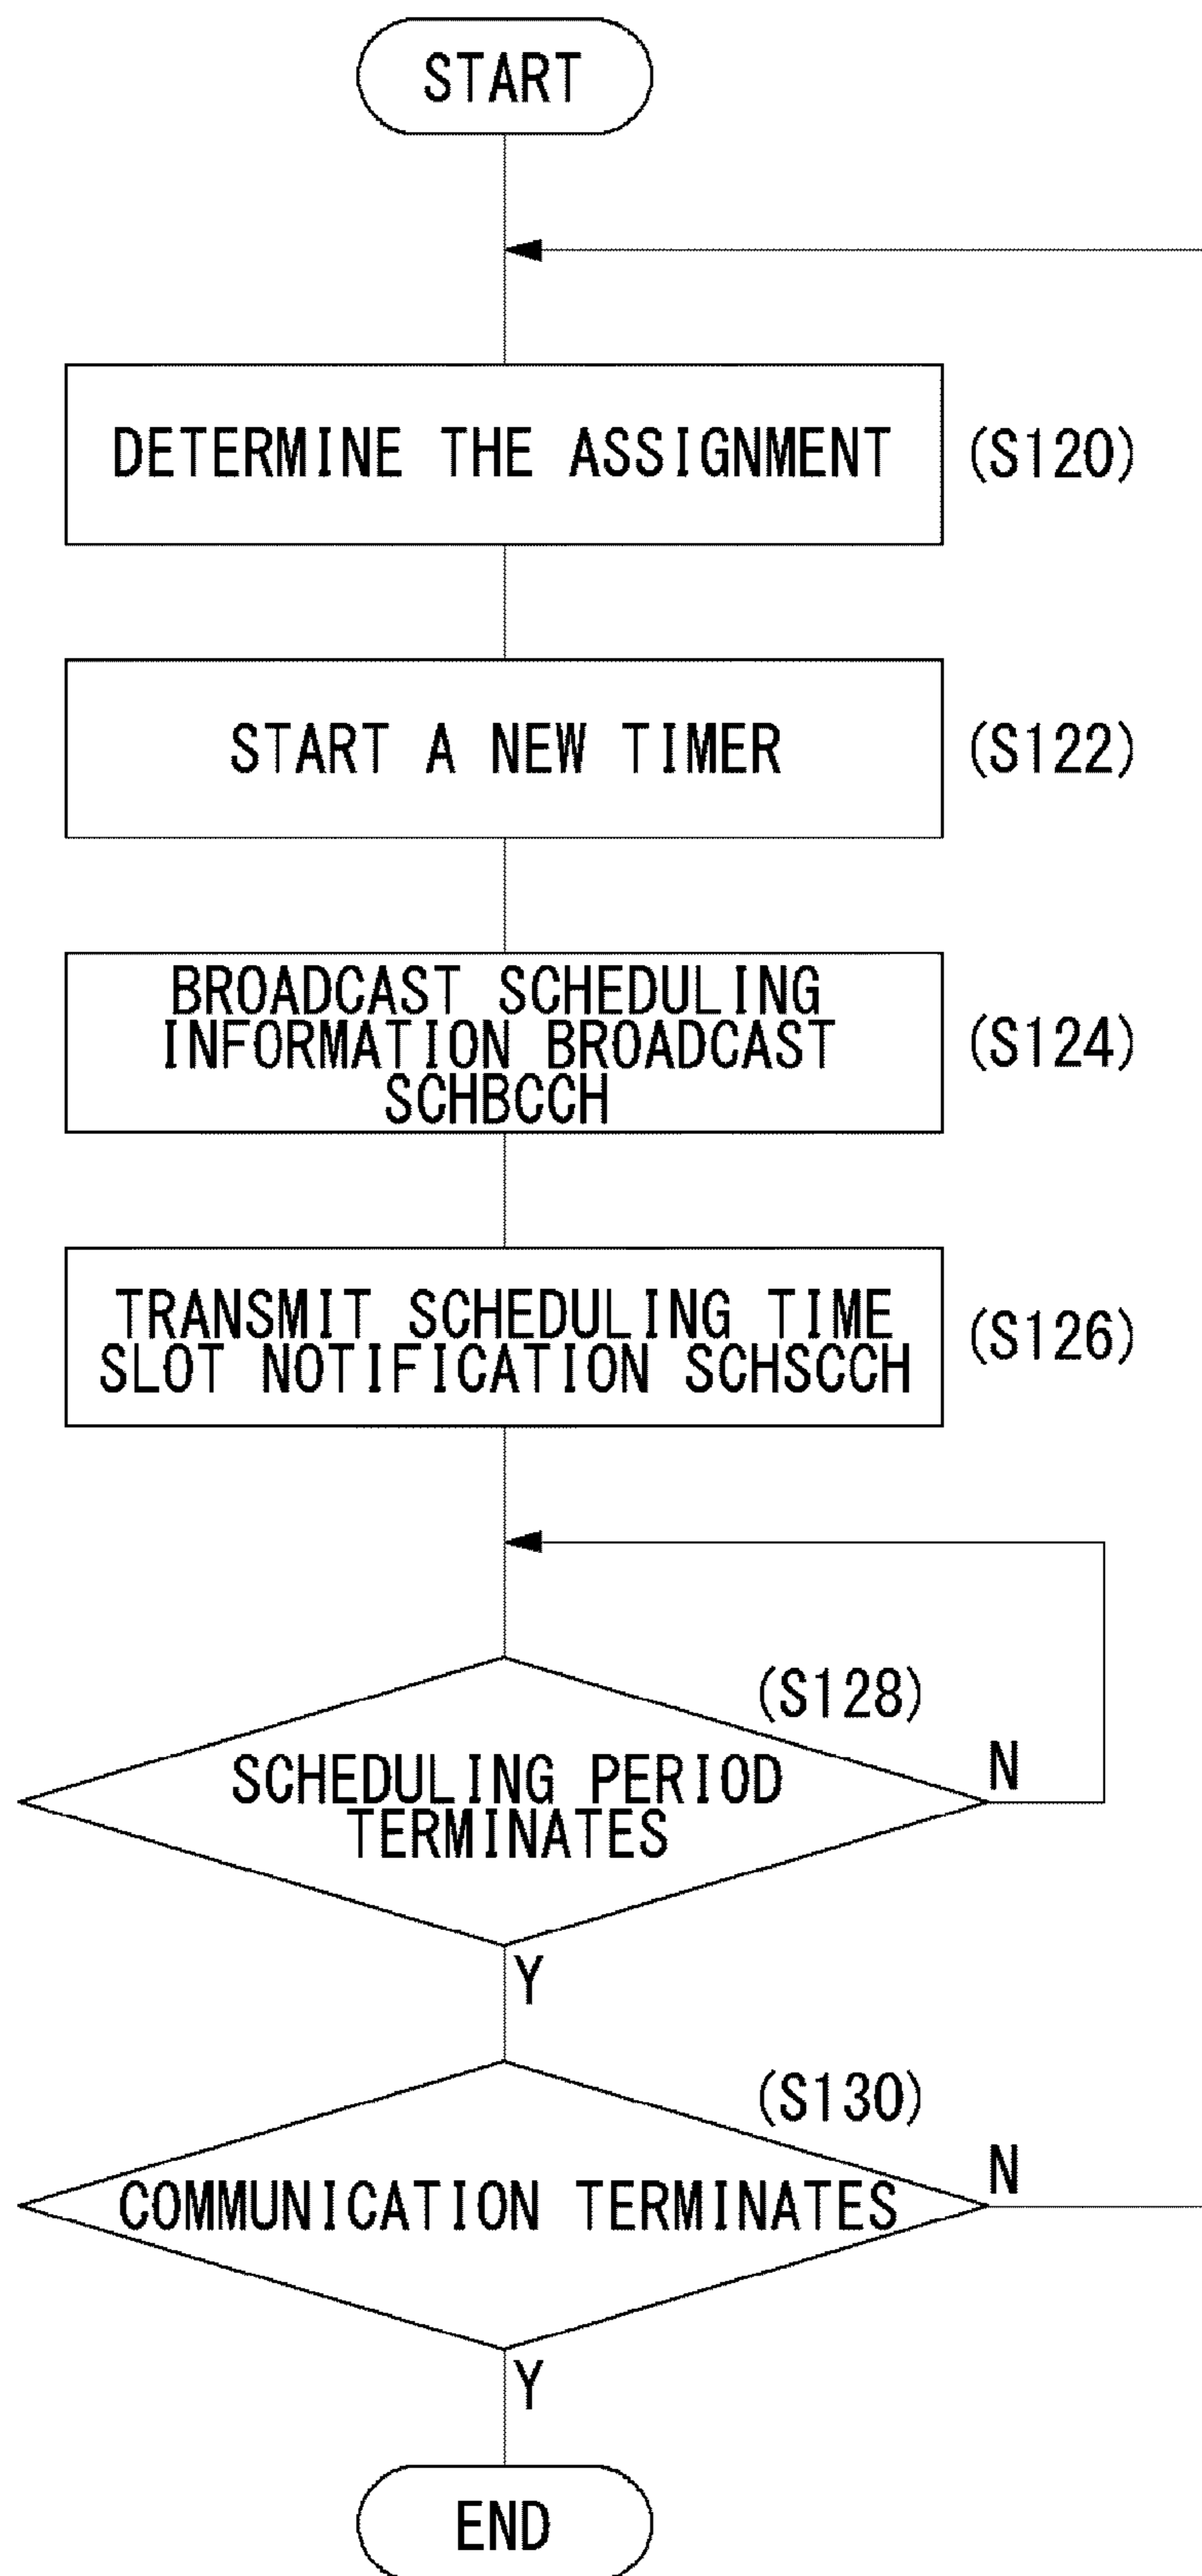 START
DETERMINE THE ASSIGNMENT
(S120)
START A NEW TIMER
(S122)
BROADCAST SCHEDULING
INFORMATION BROADCAST
SCHBCCH
(S124)
TRANSMIT SCHEDULING TIME
SLOT NOTIFICATION SCHSCCH
(S126)
(S128)
SCHEDULING PERIOD
TERMINATES
N
Y
(S130)
COMMUNICATION TERMINATES
N
Y
END